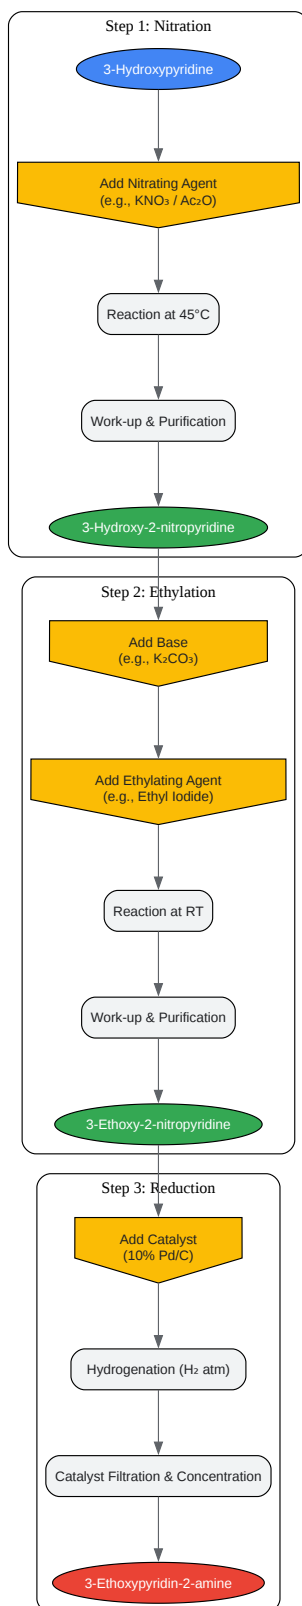 Step 1: Nitration
3-Hydroxypyridine
Add Nitrating Agent
(e.g., KNO₃ / Ac₂O)
Reaction at 45°C
Work-up & Purification
3-Hydroxy-2-nitropyridine
Step 2: Ethylation
Add Base
(e.g., K₂CO₃)
Add Ethylating Agent
(e.g., Ethyl Iodide)
Reaction at RT
Work-up & Purification
3-Ethoxy-2-nitropyridine
Step 3: Reduction
Add Catalyst
(10% Pd/C)
Hydrogenation (H₂ atm)
Catalyst Filtration & Concentration
3-Ethoxypyridin-2-amine